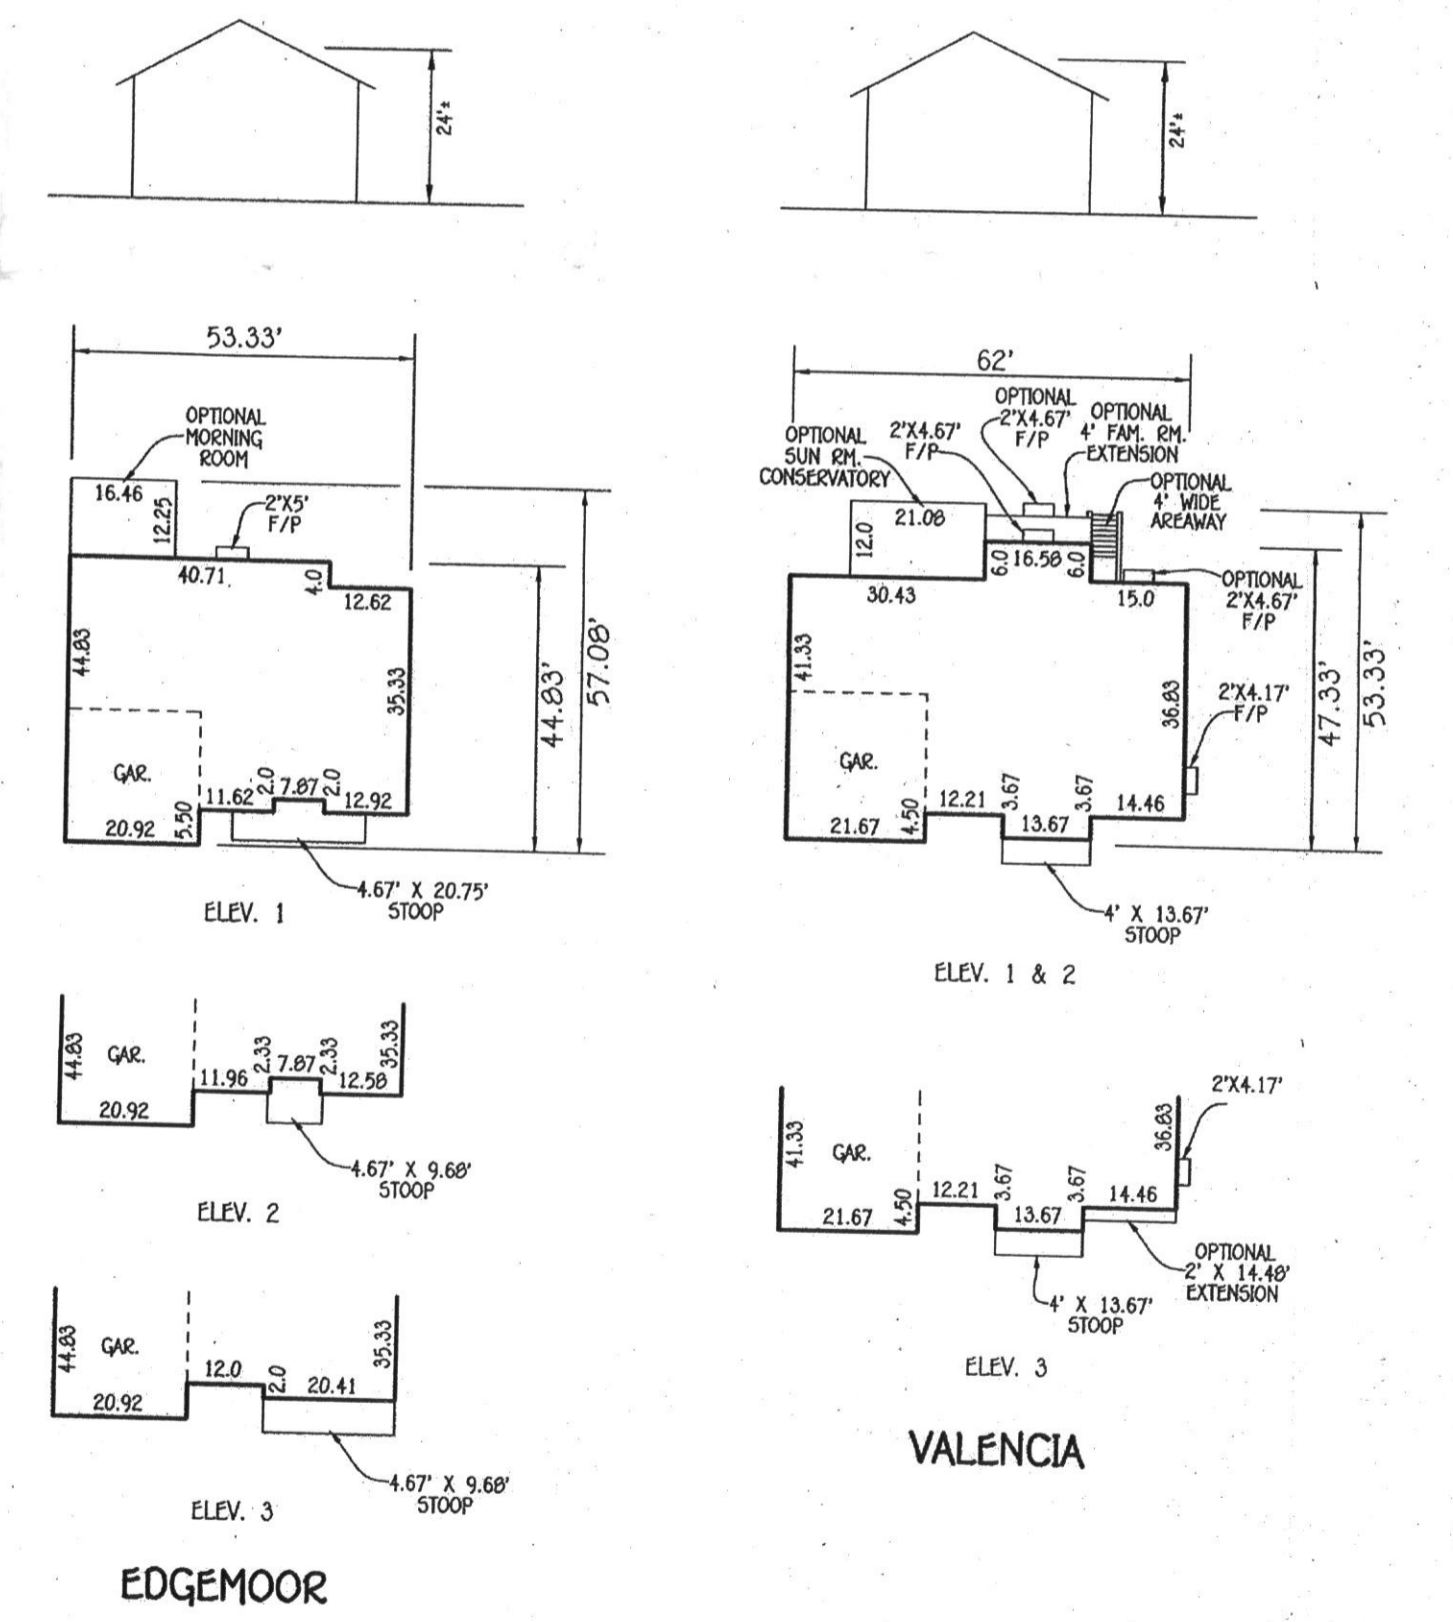 24'±
53.33'
OPTIONAL
MORNING
ROOM
16.46
12.25
2'X5'
F/P
40.71
4.0
12.62
44.83
35.33
44.83'
57.08'
GAR.
11.62
2.0
7.87
2.0
12.92
20.92
5.50
4.67' X 20.75'
STOOP
ELEV. 1
44.83
GAR.
11.96
2.33
7.87
2.33
12.58
35.33
20.92
4.67' X 9.68'
STOOP
ELEV. 2
44.83
GAR.
12.0
2.0
20.41
35.33
20.92
4.67' X 9.68'
STOOP
ELEV. 3
EDGEMOOR
24'±
62'
OPTIONAL
2'X4.67'
F/P
OPTIONAL
4' FAM. RM.
EXTENSION
OPTIONAL
SUN RM.
CONSERVATORY
2'X4.67'
F/P
OPTIONAL
4' WIDE
AREAWAY
21.08
12.0
6.0
16.58
6.0
30.43
15.0
OPTIONAL
2'X4.67'
F/P
41.33
36.83
2'X4.17'
F/P
47.33'
53.33'
GAR.
12.21
3.67
3.67
14.46
21.67
4.50
13.67
4' X 13.67'
STOOP
ELEV. 1 & 2
41.33
GAR.
12.21
3.67
3.67
14.46
36.83
2'X4.17'
21.67
4.50
13.67
OPTIONAL
2' X 14.48'
EXTENSION
4' X 13.67'
STOOP
ELEV. 3
VALENCIA